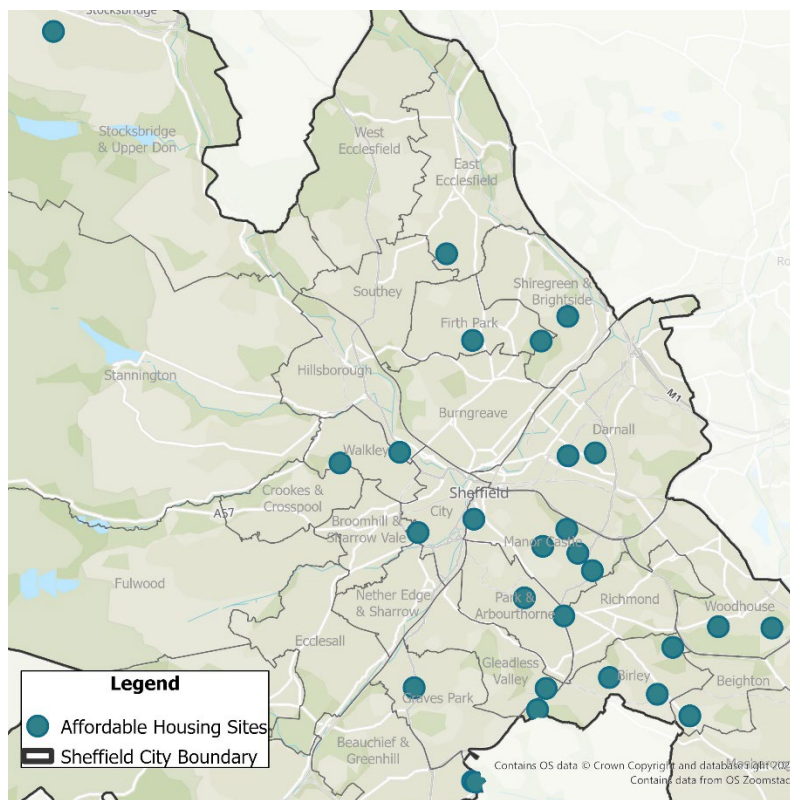 Stocksbridge
Stocksbridge
& Upper Don
West
Ecclesfield
East
Ecclesfield
Southey
Shiregreen &
Brightside
Firth Park
Hillsborough
Stannington
Burngreave
M1
Darnall
Walkley
Crookes &
Crosspool
Sheffield
City
A57
Broomhill &
Sharrow Vale
Manor Castle
Fulwood
Nether Edge
& Sharrow
Park &
Arbourthorne
Richmond
Woodhouse
Ecclesall
Gleadless
Valley
Birley
Beighton
Graves Park
Beauchief &
Greenhill
Legend
Affordable Housing Sites
Sheffield City Boundary
Contains OS data © Crown Copyright and database right
Contains data from OS Zoomstac